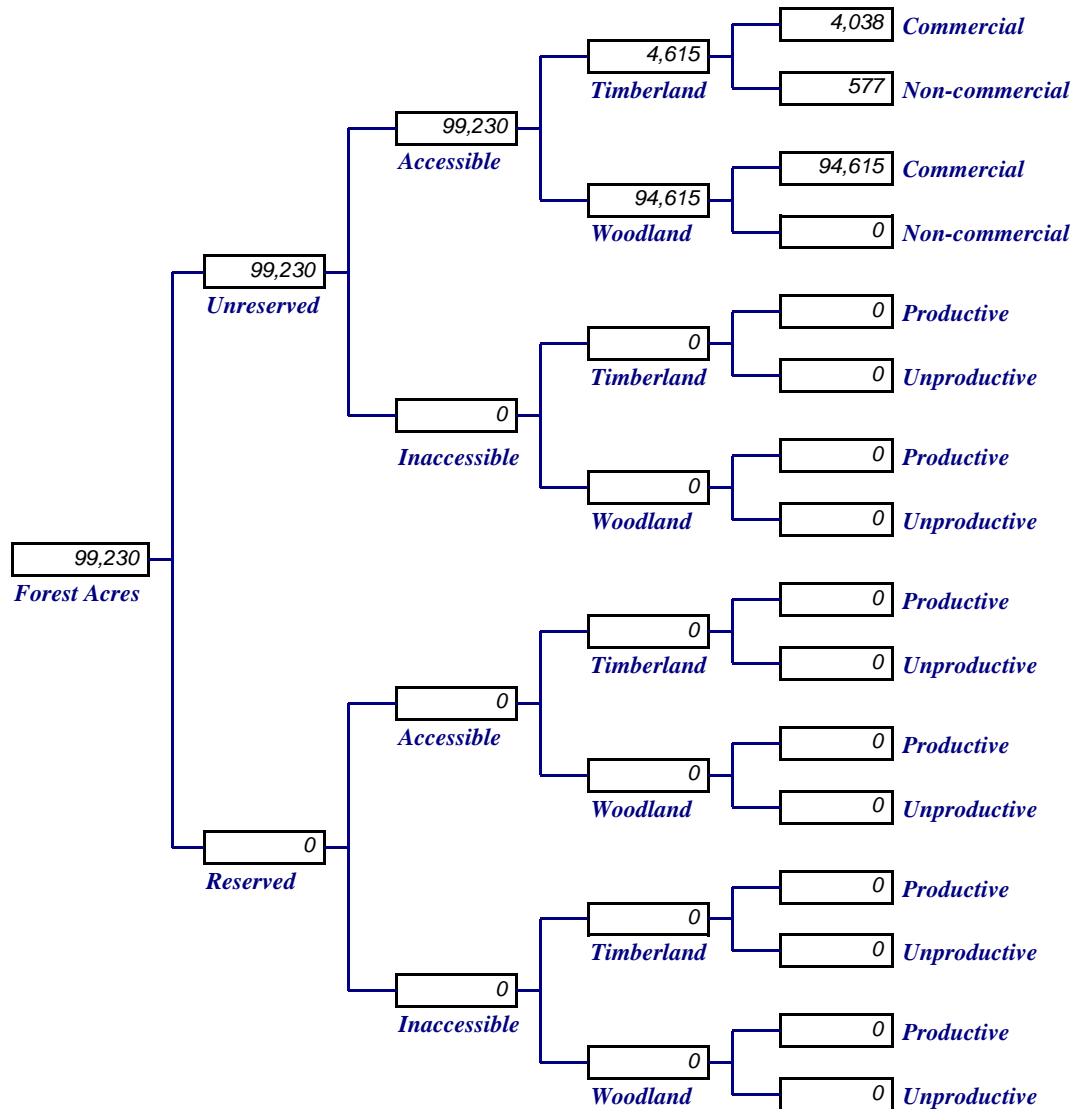 4,038 Commercial
4,615
Timberland
577 Non-commercial
99,230
Accessible
94,615 Commercial
94,615
Woodland
0 Non-commercial
99,230
Unreserved
0 Productive
0
Timberland
0 Unproductive
0
Inaccessible
0 Productive
0
Woodland
0 Unproductive
99,230
Forest Acres
0 Productive
0
Timberland
0 Unproductive
0
Accessible
0 Productive
0
Woodland
0 Unproductive
0
Reserved
0 Productive
0
Timberland
0 Unproductive
0
Inaccessible
0 Productive
0
Woodland
0 Unproductive